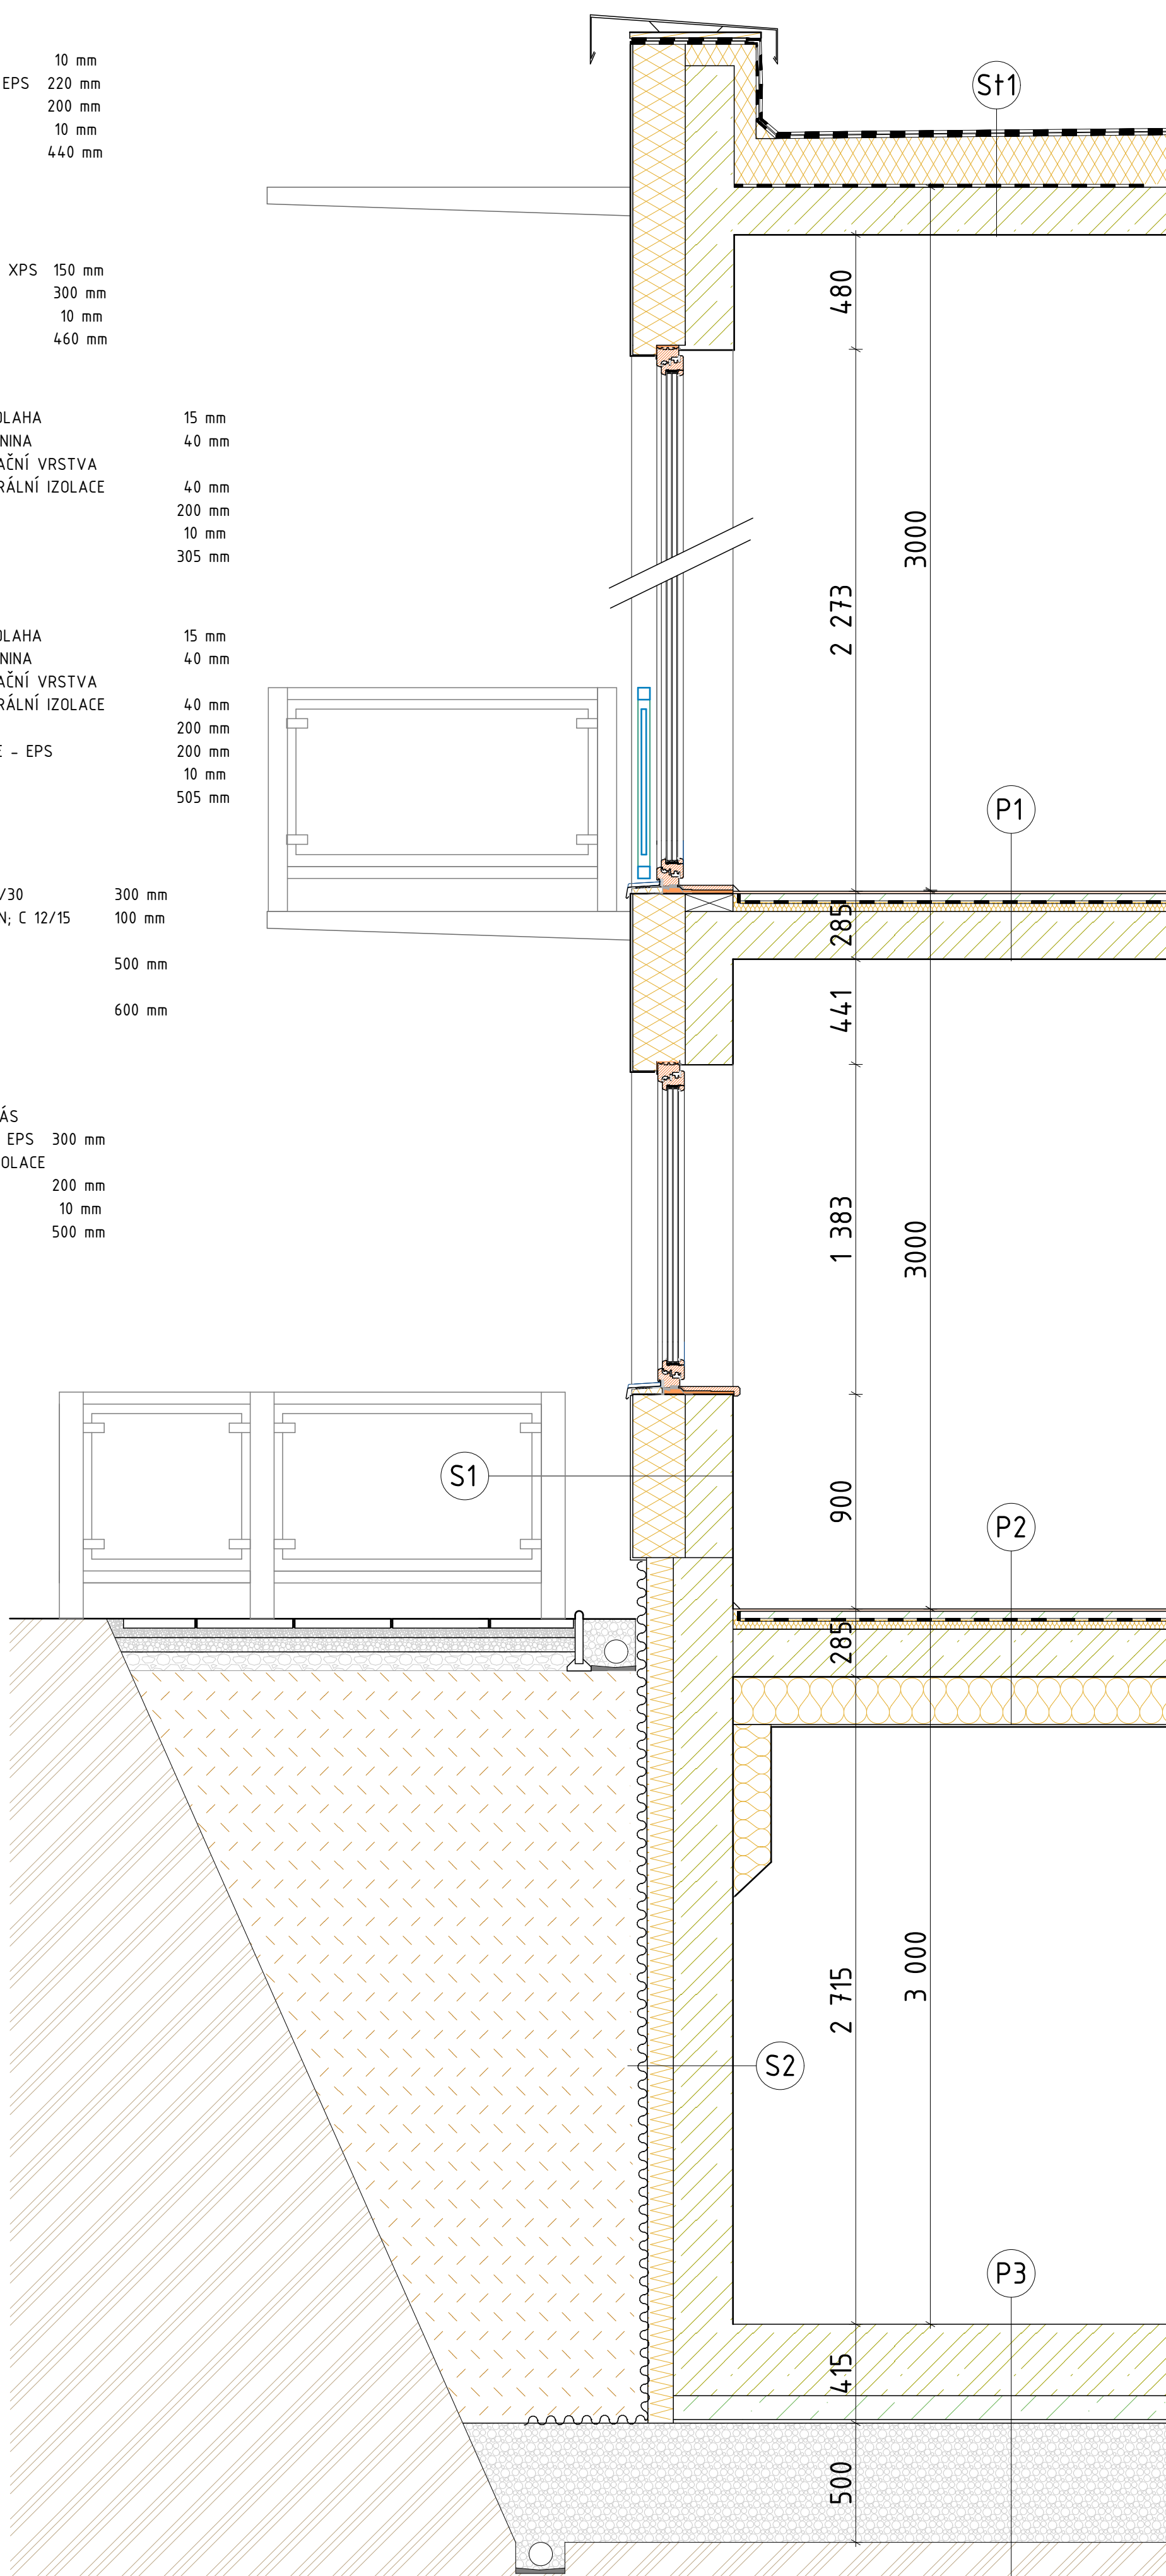 10 mm
EPS 220 mm
200 mm
10 mm
440 mm
XPS 150 mm
300 mm
10 mm
460 mm
OLAHA 15 mm
NINA 40 mm
AČNÍ VRSTVA
RÁLNÍ IZOLACE 40 mm
200 mm
10 mm
305 mm
OLAHA 15 mm
NINA 40 mm
AČNÍ VRSTVA
RÁLNÍ IZOLACE 40 mm
200 mm
E - EPS 200 mm
10 mm
505 mm
/30 300 mm
N; C 12/15 100 mm
500 mm
600 mm
ÁS
EPS 300 mm
OLACE
200 mm
10 mm
500 mm
St1
480
3000
2 273
P1
285
441
1 383
3000
S1
900
P2
285
2 715
3 000
S2
P3
415
500